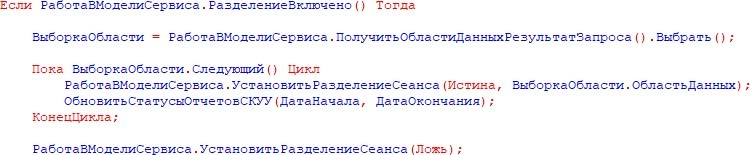 Если РаботаВМоделиСервиса.РазделениеВключено() Тогда
ВыборкаОбласти = РаботаВМоделиСервиса.ПолучитьОбластиДанныхРезультатЗапроса().Выбрать();
Пока ВыборкаОбласти.Следующий() Цикл
РаботаВМоделиСервиса.УстановитьРазделениеСеанса(Истина, ВыборкаОбласти.ОбластьДанных);
ОбновитьСтатусыОтчетовСКУУ(ДатаНачала, ДатаОкончания);
КонецЦикла;
РаботаВМоделиСервиса.УстановитьРазделениеСеанса(Ложь);